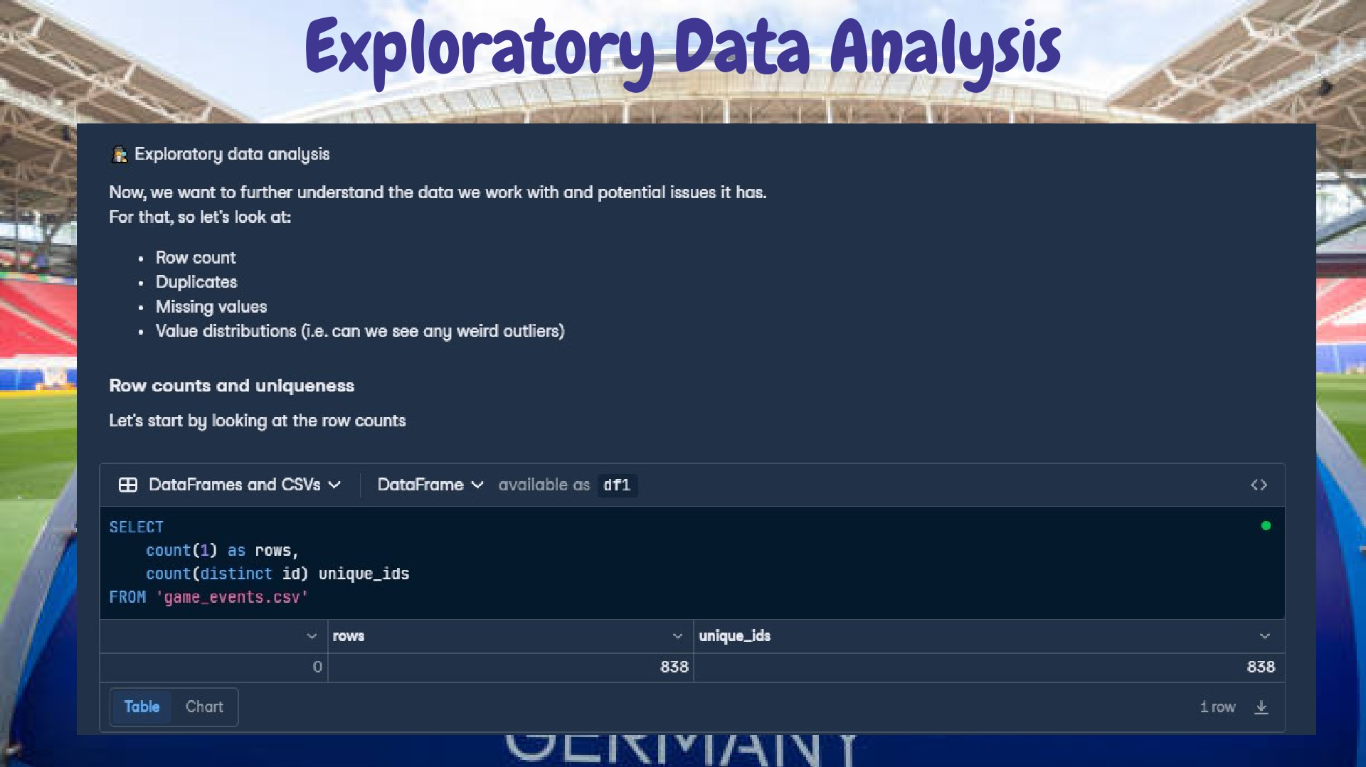 Exploratory Data Analysis
Exploratory data analysis
Now, we want to further understand the data we work with and potential issues it has.
For that, so let's look at:
• Row count
• Duplicates
• Missing values
• Value distributions (i.e. can we see any weird outliers)
Row counts and uniqueness
Let's start by looking at the row counts
DataFrames and CSVs DataFrame available as df1 <>
SELECT
count(1) as rows,
count(distinct id) unique_ids
FROM 'game_events.csv'
rows unique_ids
0 838 838
Table Chart 1 row
GERMANY